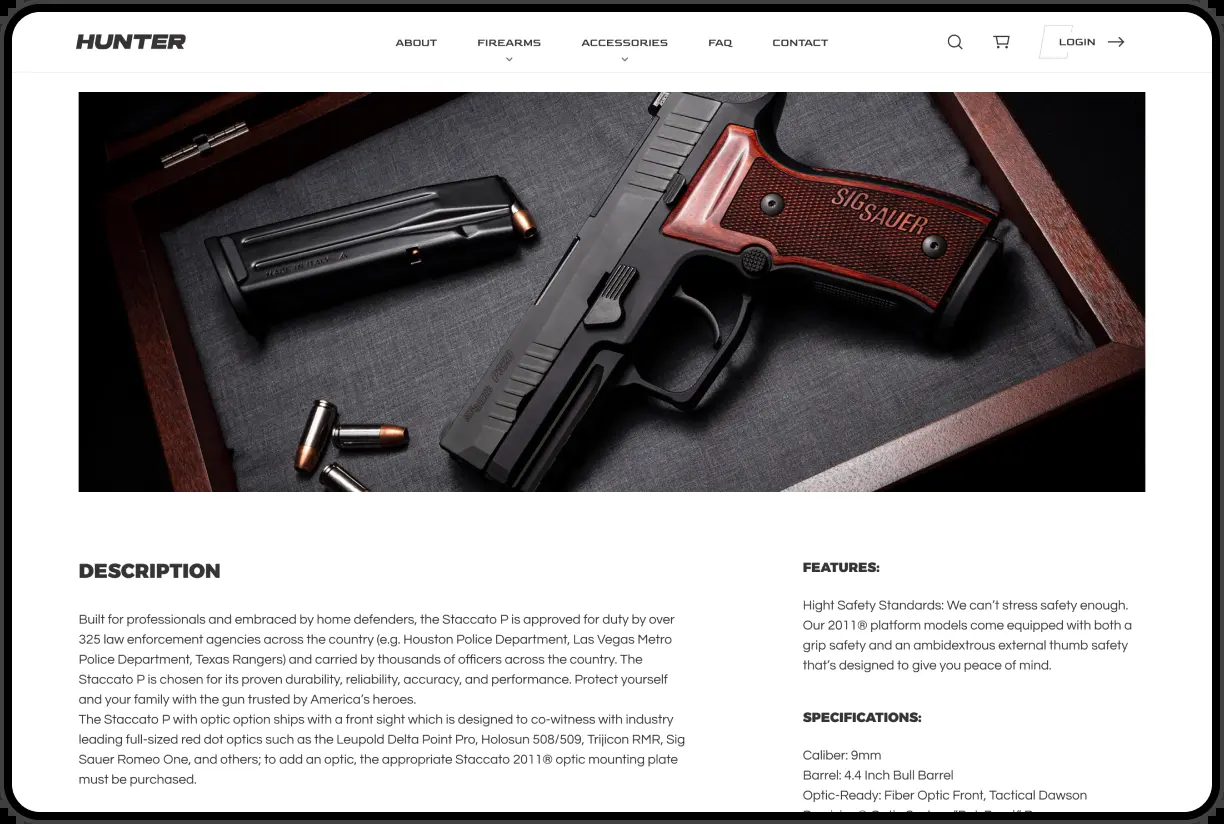 HUNTER
ABOUT
FIREARMS
ACCESSORIES
FAQ
CONTACT
LOGIN
SIG SAUER
MADE IN ITALY
DESCRIPTION
Built for professionals and embraced by home defenders, the Staccato P is approved for duty by over
325 law enforcement agencies across the country (e.g. Houston Police Department, Las Vegas Metro
Police Department, Texas Rangers) and carried by thousands of officers across the country. The
Staccato P is chosen for its proven durability, reliability, accuracy, and performance. Protect yourself
and your family with the gun trusted by America’s heroes.
The Staccato P with optic option ships with a front sight which is designed to co-witness with industry
leading full-sized red dot optics such as the Leupold Delta Point Pro, Holosun 508/509, Trijicon RMR, Sig
Sauer Romeo One, and others; to add an optic, the appropriate Staccato 2011® optic mounting plate
must be purchased.
FEATURES:
Hight Safety Standards: We can’t stress safety enough.
Our 2011® platform models come equipped with both a
grip safety and an ambidextrous external thumb safety
that’s designed to give you peace of mind.
SPECIFICATIONS:
Caliber: 9mm
Barrel: 4.4 Inch Bull Barrel
Optic-Ready: Fiber Optic Front, Tactical Dawson